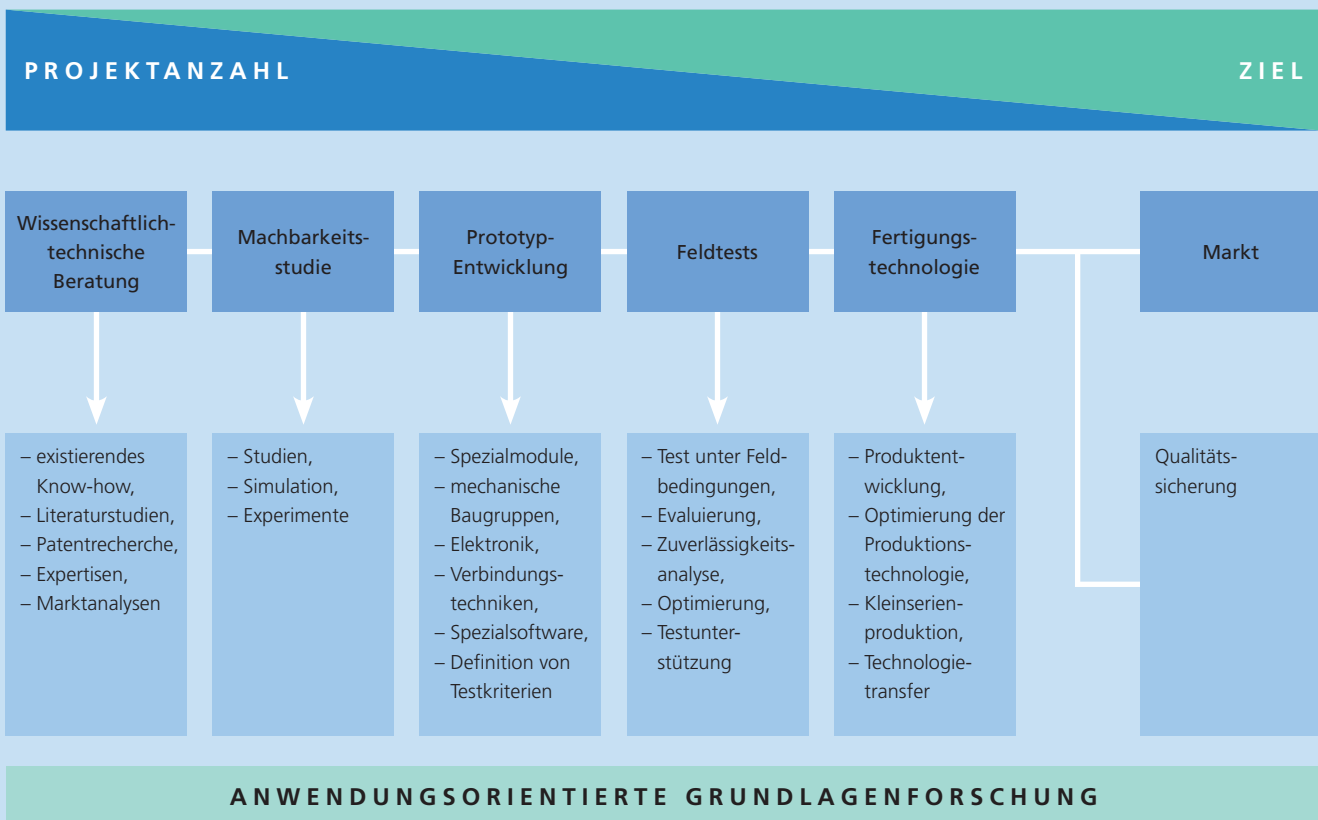 PROJEKTANZAHL
ZIEL
Wissenschaftlich-
technische
Beratung
Machbarkeits-
studie
Prototyp-
Entwicklung
Feldtests
Fertigungs-
technologie
Markt
– existierendes
Know-how,
– Literaturstudien,
– Patentrecherche,
– Expertisen,
– Marktanalysen
– Studien,
– Simulation,
– Experimente
– Spezialmodule,
– mechanische
Baugruppen,
– Elektronik,
– Verbindungs-
techniken,
– Spezialsoftware,
– Definition von
Testkriterien
– Test unter Feld-
bedingungen,
– Evaluierung,
– Zuverlässigkeits-
analyse,
– Optimierung,
– Testunter-
stützung
– Produktent-
wicklung,
– Optimierung der
Produktions-
technologie,
– Kleinserien-
produktion,
– Technologie-
transfer
Qualitäts-
sicherung
ANWENDUNGSORIENTIERTE GRUNDLAGENFORSCHUNG